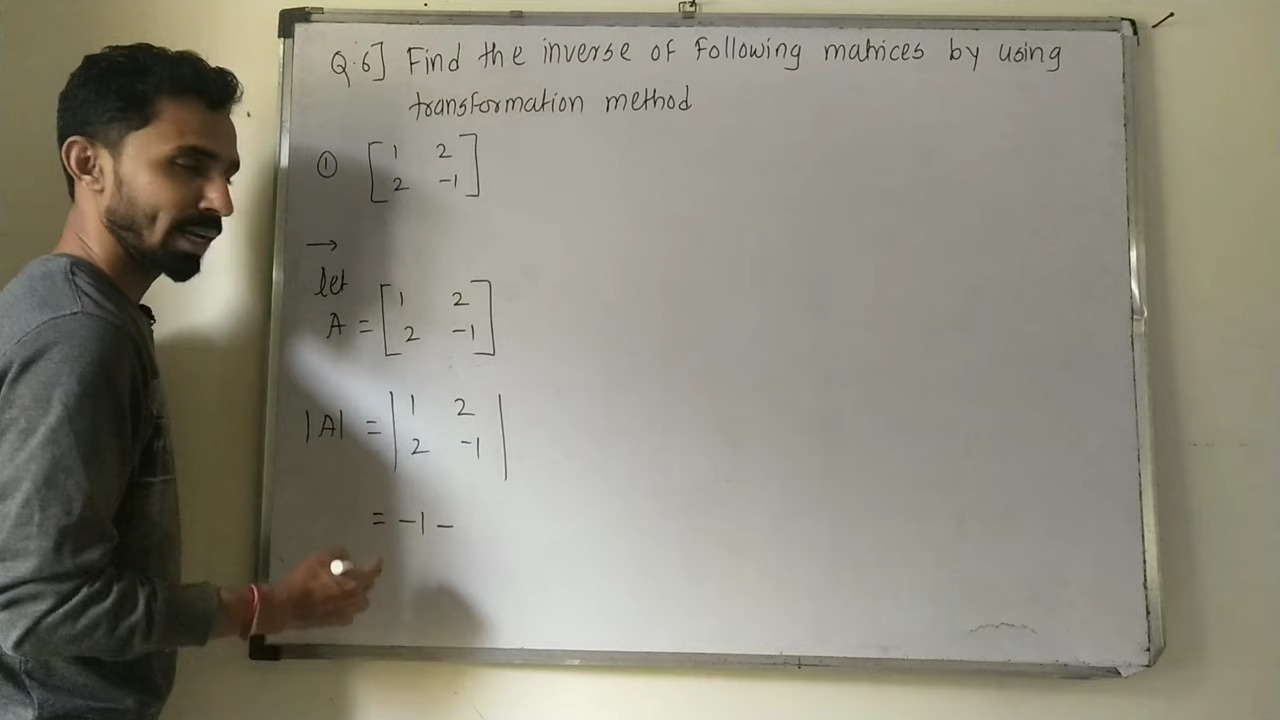 Q.6] Find the inverse of following matrices by using
transformation method
① [1 2
2 -1]
→
let
A = [1 2
2 -1]
|A| = |1 2
2 -1|
= -1 -